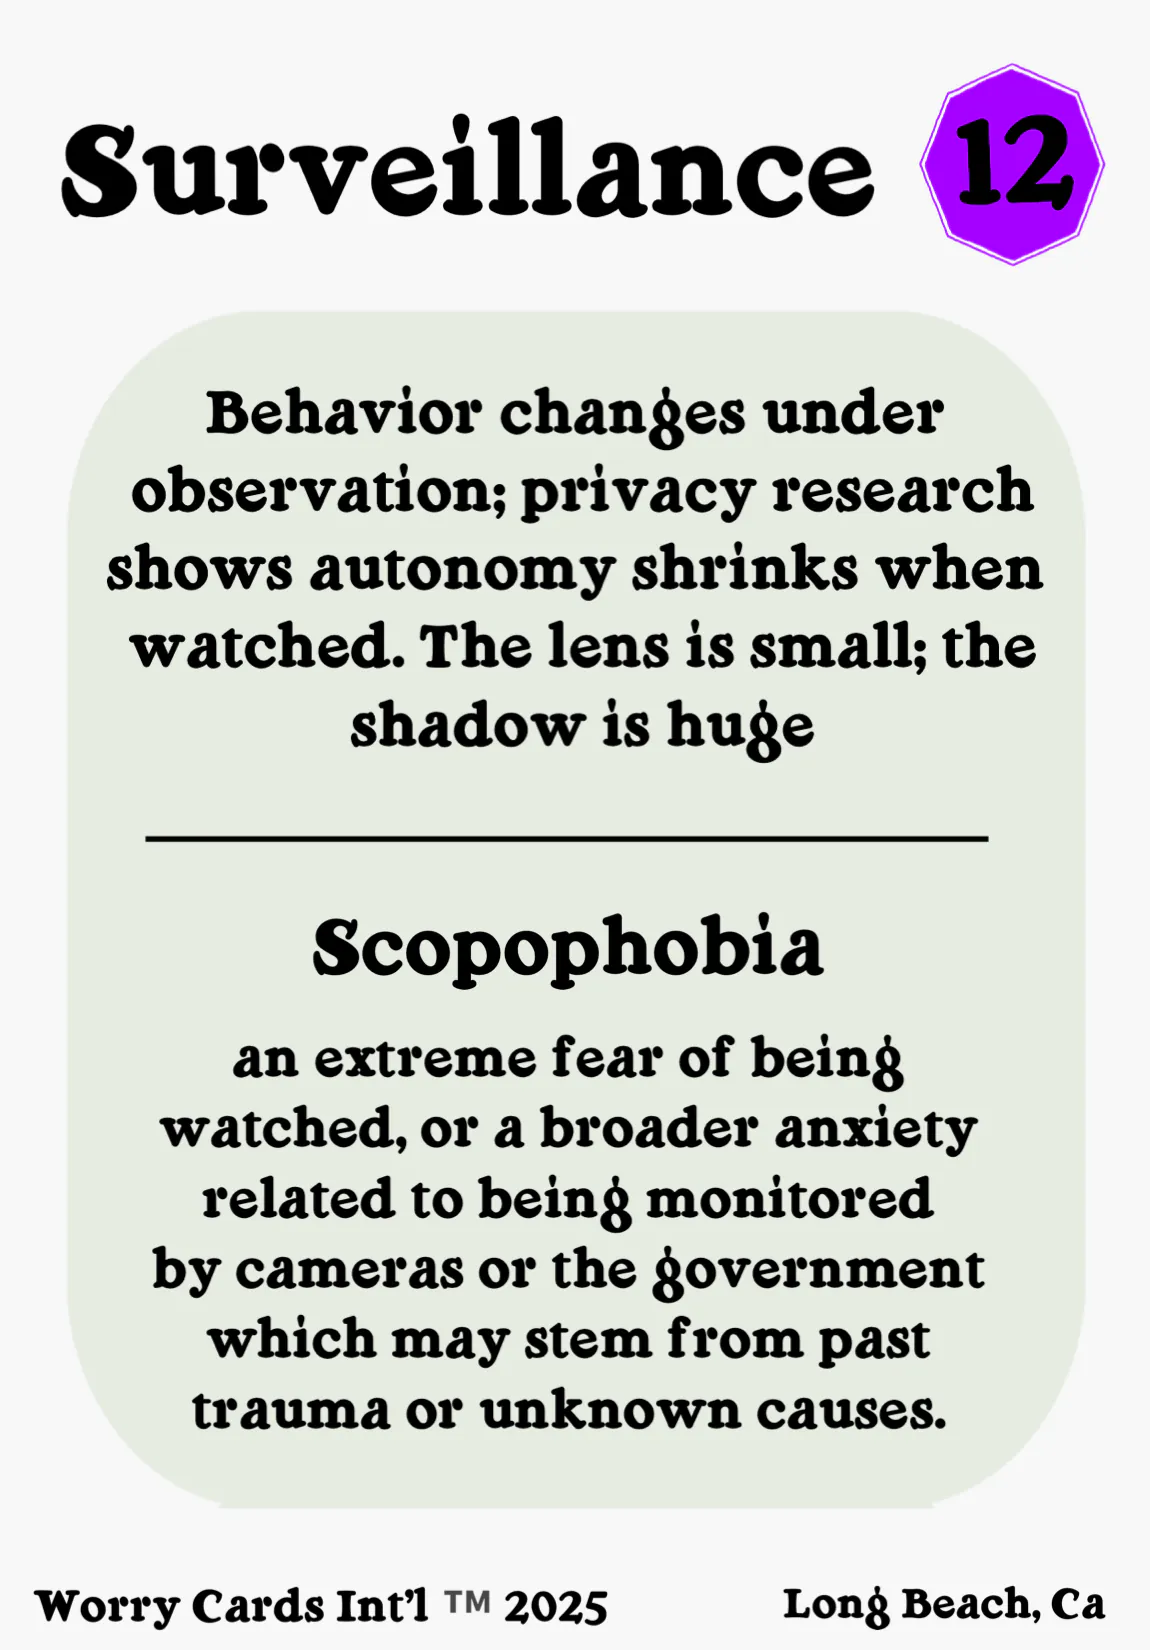 Surveillance 12
Behavior changes under
observation; privacy research
shows autonomy shrinks when
watched. The lens is small; the
shadow is huge
Scopophobia
an extreme fear of being
watched, or a broader anxiety
related to being monitored
by cameras or the government
which may stem from past
trauma or unknown causes.
Worry Cards Int'l ™ 2025
Long Beach, Ca